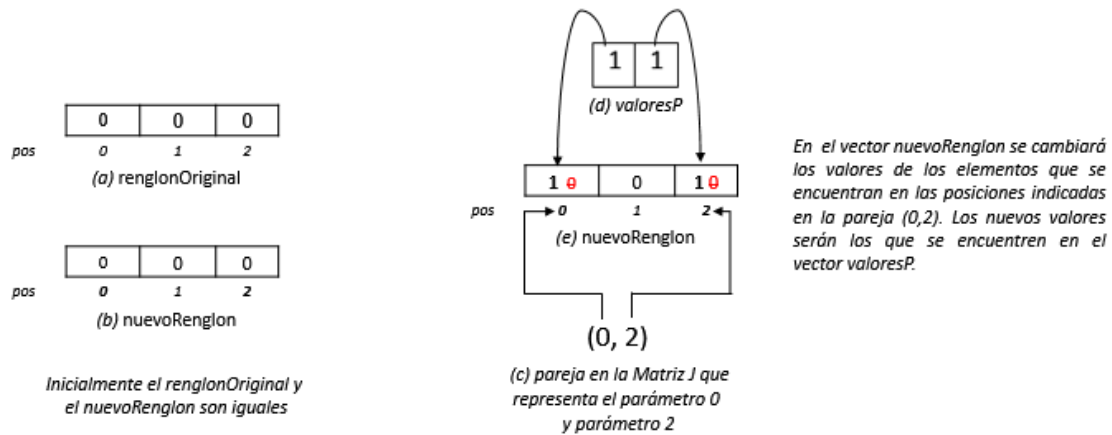 0 0 0
pos 0 1 2
(a) renglonOriginal
0 0 0
pos 0 1 2
(b) nuevoRenglon
Inicialmente el renglonOriginal y
el nuevoRenglon son iguales
1 1
(d) valoresP
1 0 0 1 0
pos 0 1 2
(e) nuevoRenglon
(0, 2)
(c) pareja en la Matriz J que
representa el parámetro 0
y parámetro 2
En el vector nuevoRenglon se cambiará
los valores de los elementos que se
encuentran en las posiciones indicadas
en la pareja (0,2). Los nuevos valores
serán los que se encuentren en el
vector valoresP.